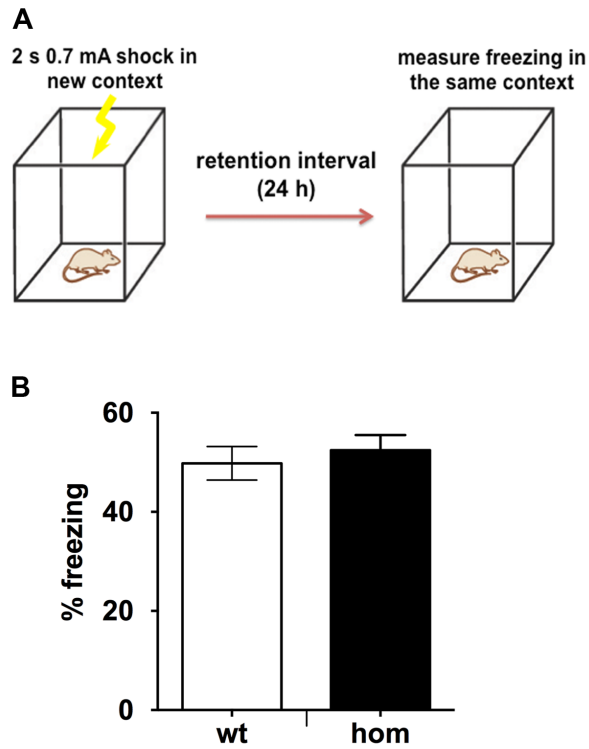 A
2 s 0.7 mA shock in
new context
measure freezing in
the same context
retention interval
(24 h)
B
% freezing
60
40
20
0
wt
hom